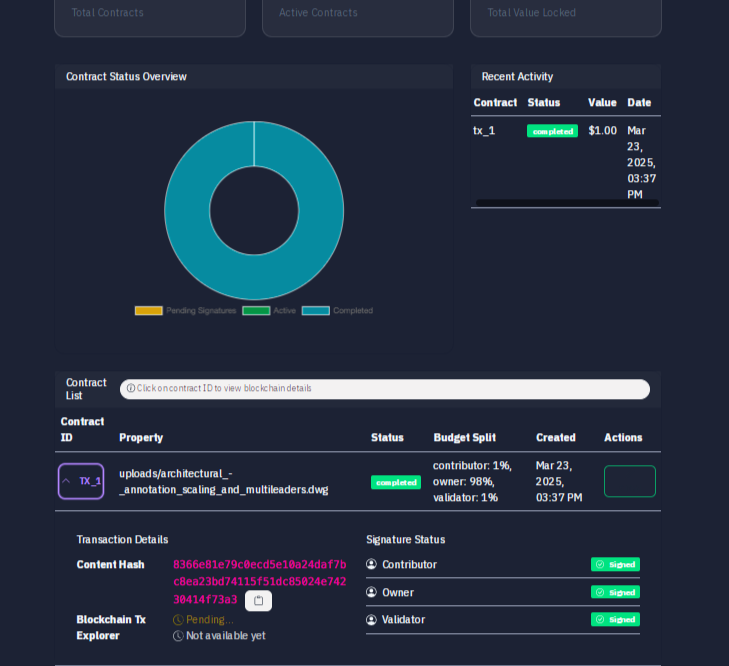 Total Contracts
Active Contracts
Total Value Locked
Contract Status Overview
Pending Signatures
Active
Completed
Recent Activity
Contract Status Value Date
tx_1 completed $1.00 Mar
23,
2025,
03:37
PM
Contract
List
Click on contract ID to view blockchain details
Contract
ID Property Status Budget Split Created Actions
TX_1
uploads/architectural_-
_annotation_scaling_and_multileaders.dwg
completed
contributor: 1%,
owner: 98%,
validator: 1%
Mar 23,
2025,
03:37 PM
Transaction Details
Content Hash 8366e81e79c0ecd5e10a24daf7b
c8ea23bd74115f51dc85024e742
30414f73a3
Blockchain Tx Pending...
Explorer Not available yet
Signature Status
Contributor Signed
Owner Signed
Validator Signed